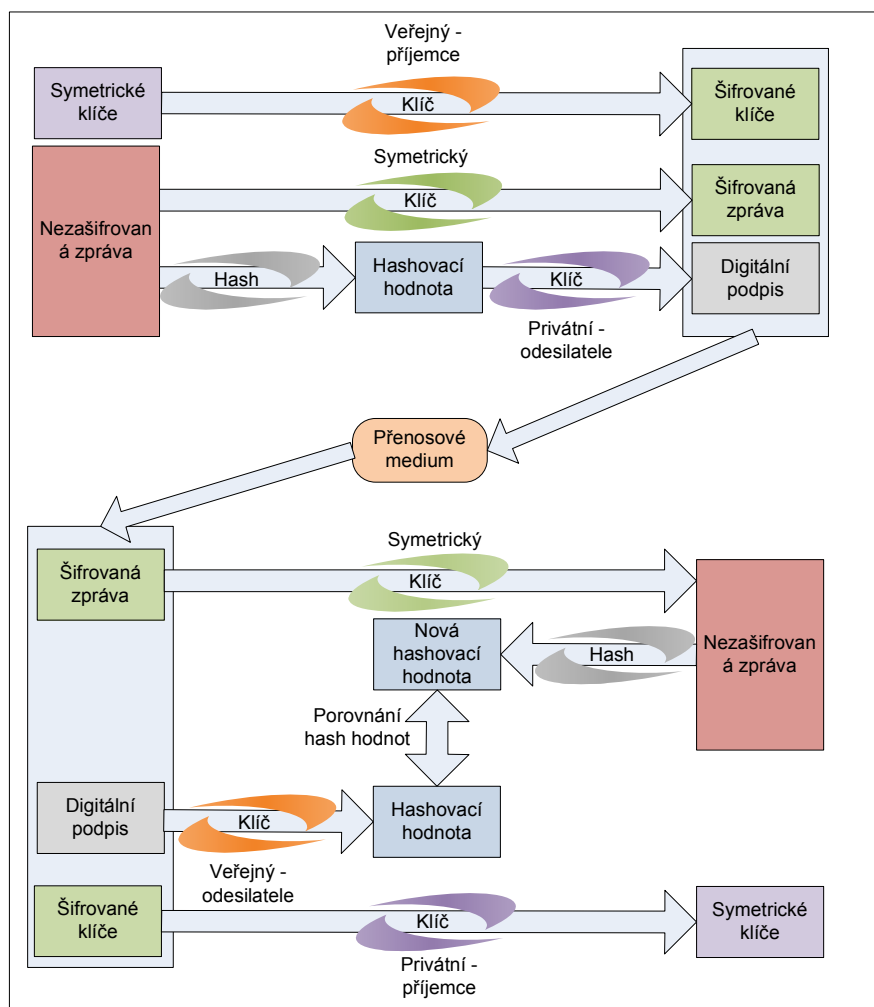 Veřejný -
příjemce
Symetrické
klíče
Klíč
Šifrované
klíče
Symetrický
Klíč
Šifrovaná
zpráva
Nezašifrovan
á zpráva
Hash
Hashovací
hodnota
Klíč
Digitální
podpis
Privátní -
odesilatele
Přenosové
medium
Symetrický
Šifrovaná
zpráva
Klíč
Nová
hashovací
hodnota
Hash
Nezašifrovan
á zpráva
Porovnání
hash hodnot
Digitální
podpis
Klíč
Hashovací
hodnota
Veřejný -
odesilatele
Šifrované
klíče
Klíč
Symetrické
klíče
Privátní -
příjemce